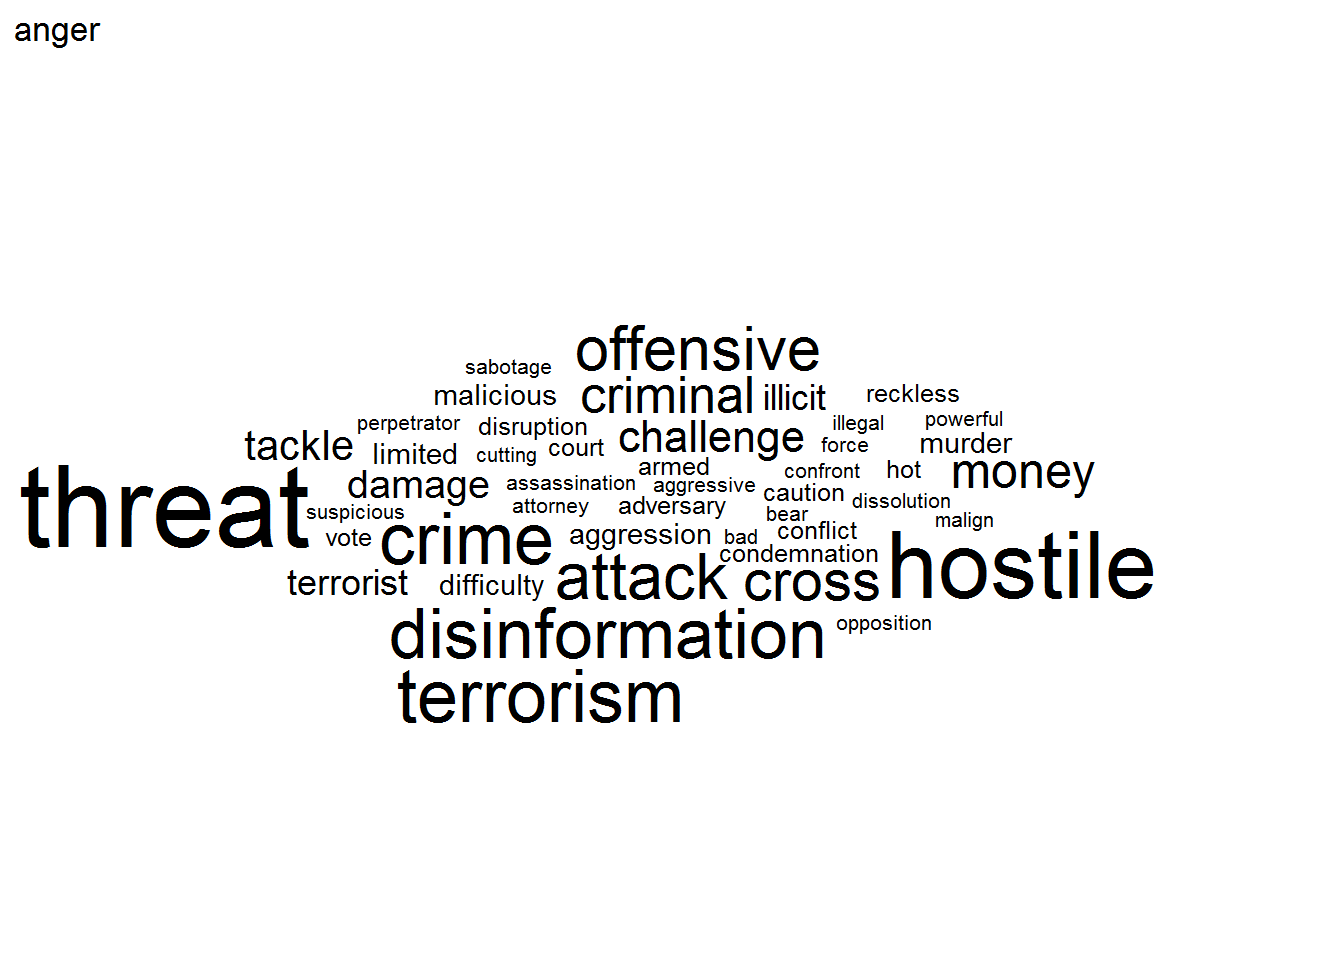 anger
offensive
sabotage
malicious
criminal
illicit
reckless
perpetrator
disruption
challenge
illegal
powerful
tackle
limited
cutting
court
force
murder
threat
damage
assassination
armed
aggressive
confront
hot
money
suspicious
attorney
adversary
caution
bear
dissolution
malign
vote
crime
aggression
bad
conflict
condemnation
hostile
terrorist
difficulty
attack
cross
disinformation
opposition
terrorism